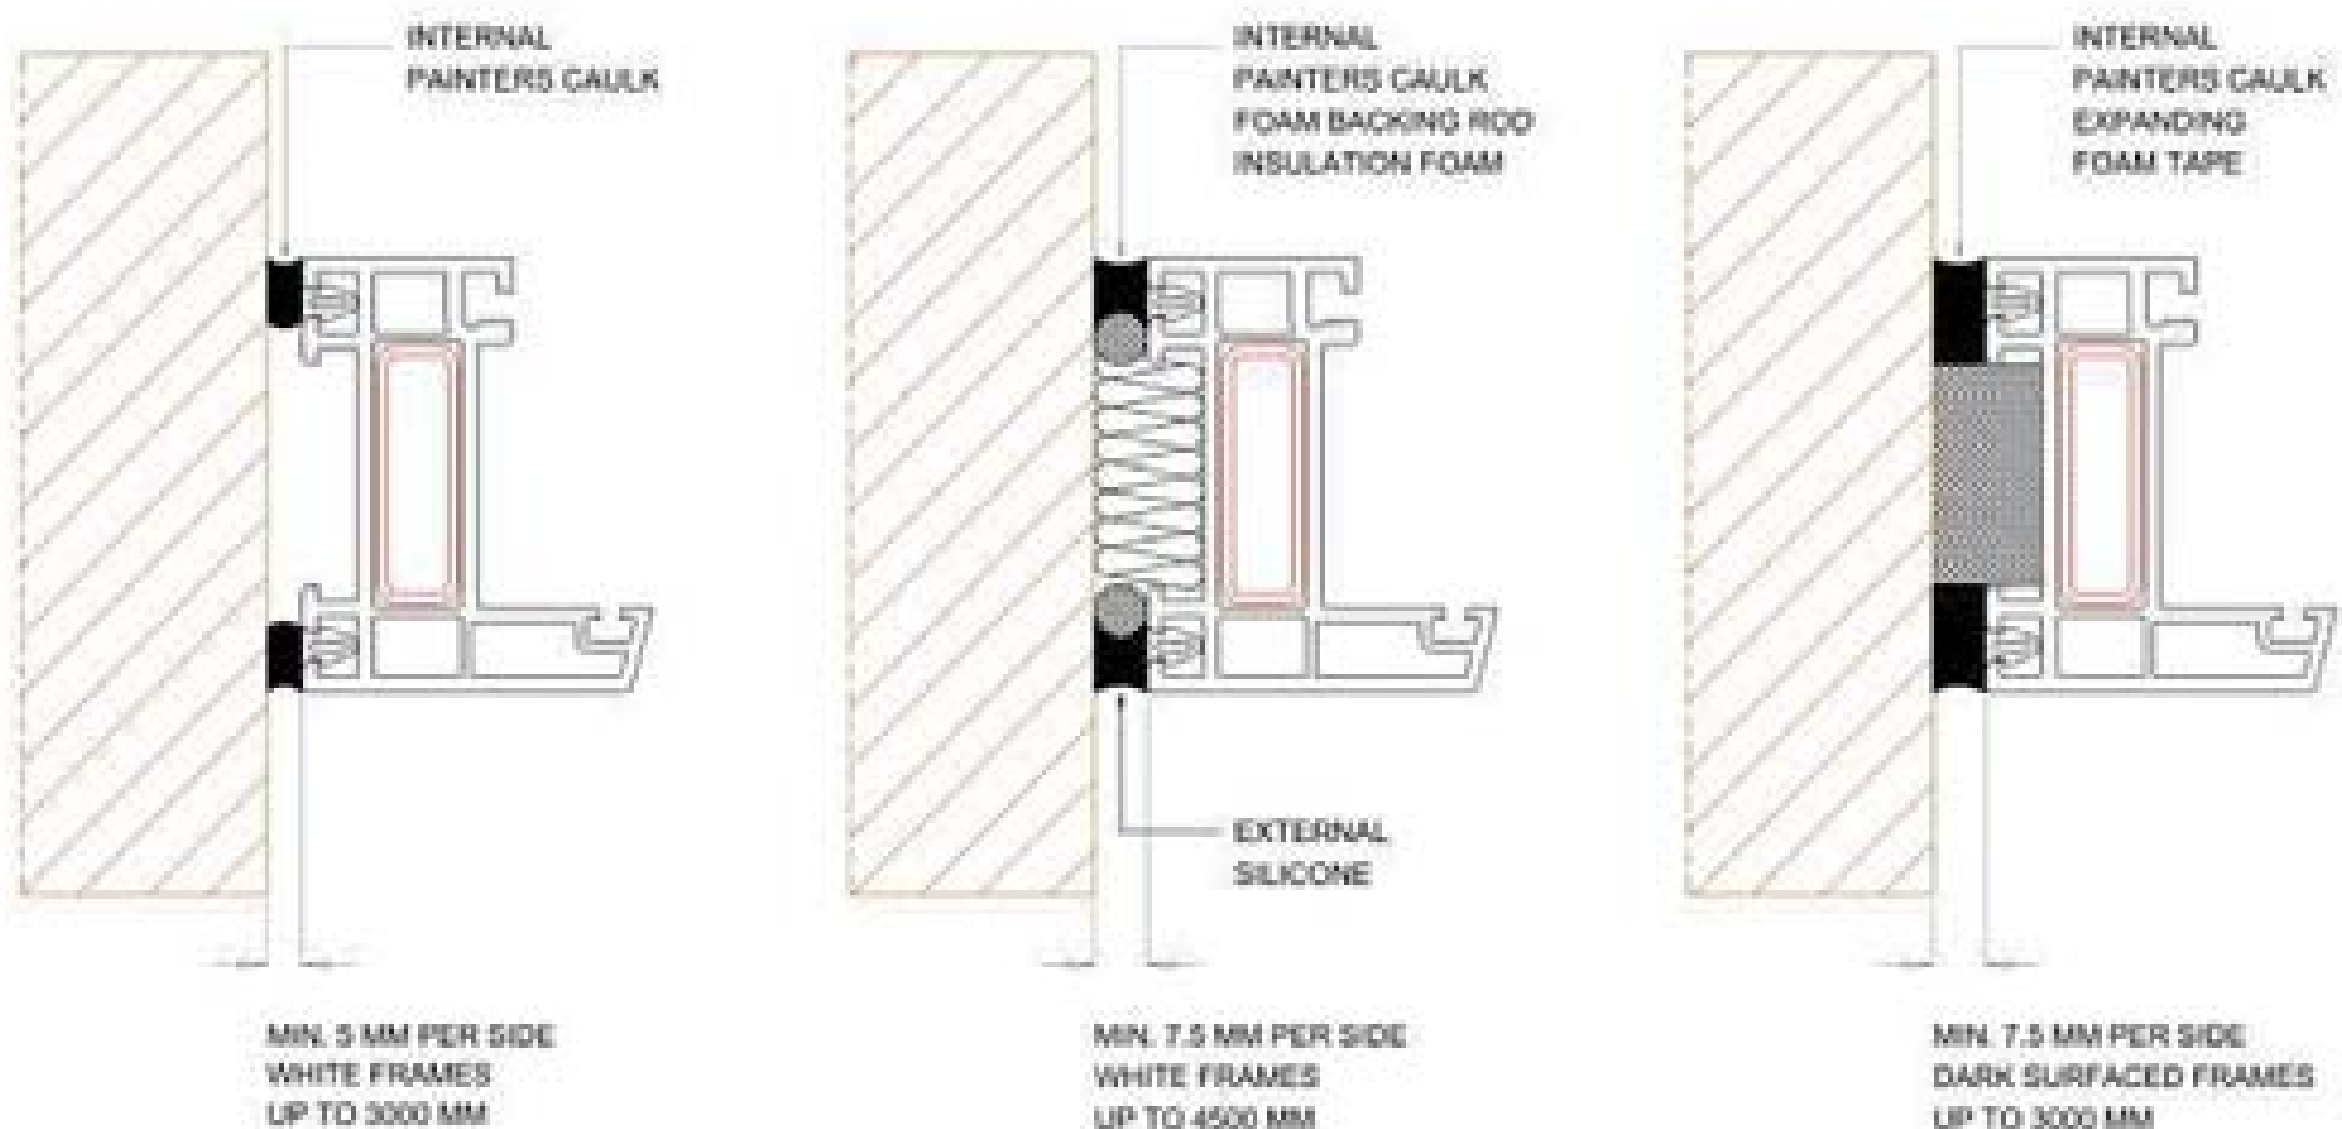 INTERNAL
PAINTERS CAULK
INTERNAL
PAINTERS CAULK
FOAM BACKING ROD
INSULATION FOAM
INTERNAL
PAINTERS CAULK
EXPANDING
FOAM TAPE
EXTERNAL
SILICONE
MIN. 5 MM PER SIDE
WHITE FRAMES
UP TO 3000 MM
MIN. 7.5 MM PER SIDE
WHITE FRAMES
UP TO 4500 MM
MIN. 7.5 MM PER SIDE
DARK SURFACED FRAMES
UP TO 3000 MM